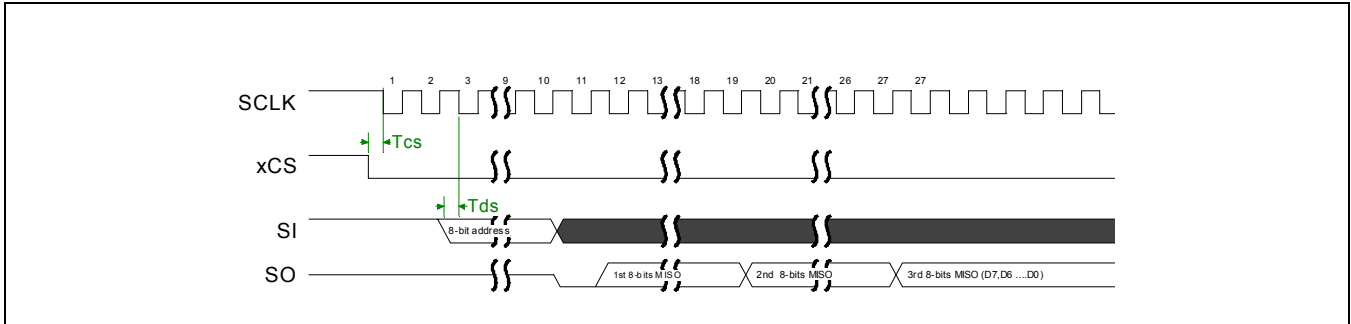 1 2 3 9 10 11 12 13 18 19 20 21 26 27 27
SCLK
Tcs
xCS
Tds
SI 8-bit address
SO 1st 8-bits MISO 2nd 8-bits MISO 3rd 8-bits MISO (D7,D6 ....D0)